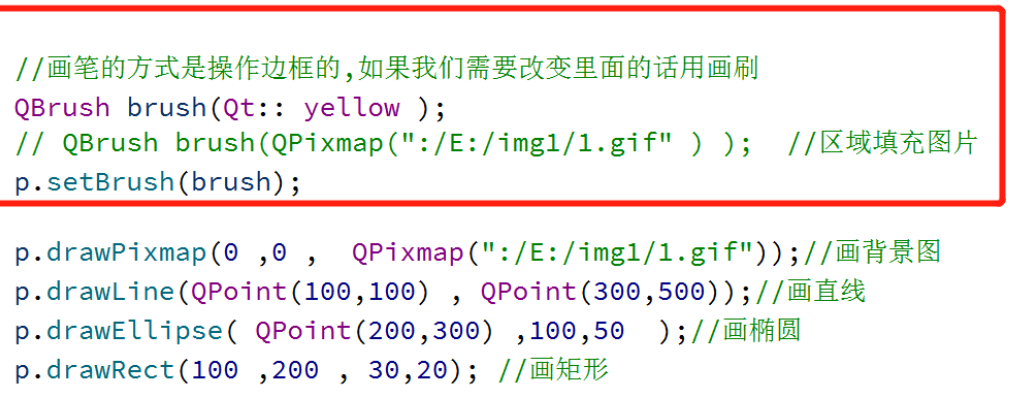 //画笔的方式是操作边框的,如果我们需要改变里面的话用画刷
QBrush brush(Qt:: yellow );
// QBrush brush(QPixmap(":/E:/img1/1.gif" ) );  //区域填充图片
p.setBrush(brush);
p.drawPixmap(0 ,0 ,  QPixmap(":/E:/img1/1.gif"));//画背景图
p.drawLine(QPoint(100,100) , QPoint(300,500));//画直线
p.drawEllipse( QPoint(200,300) ,100,50  );//画椭圆
p.drawRect(100 ,200 , 30,20); //画矩形